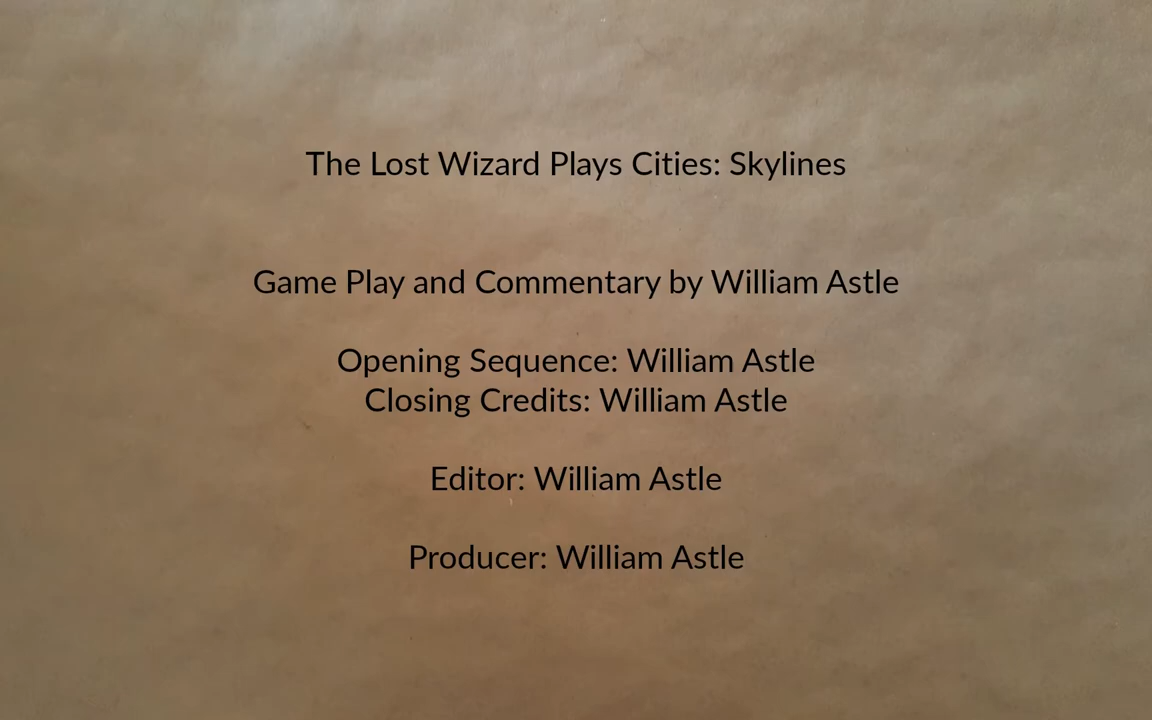 The Lost Wizard Plays Cities: Skylines
Game Play and Commentary by William Astle
Opening Sequence: William Astle
Closing Credits: William Astle
Editor: William Astle
Producer: William Astle